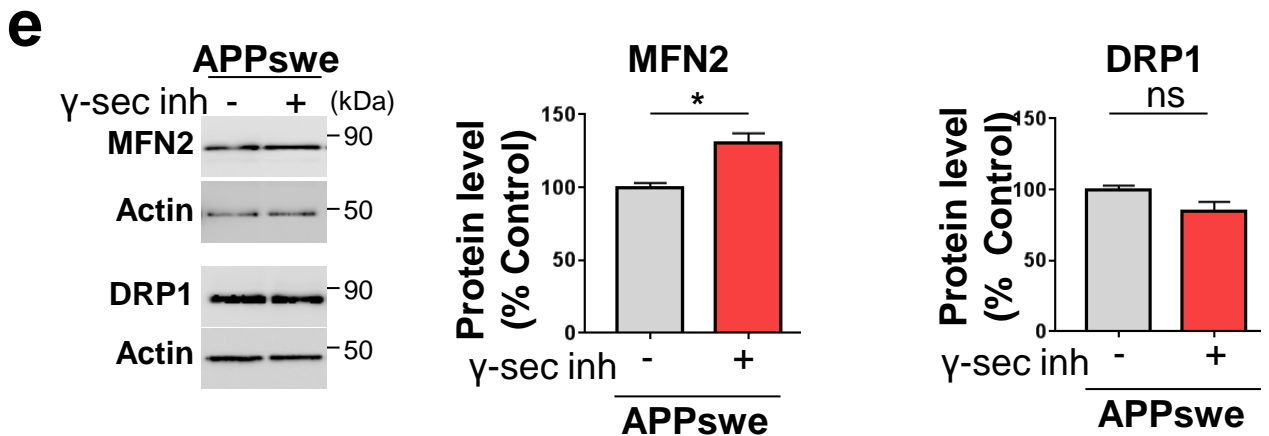 e
APPswe
γ-sec inh - + (kDa)
MFN2 90
Actin 50
DRP1 90
Actin 50
MFN2
*
Protein level
(% Control)
150
100
50
0
γ-sec inh - +
APPswe
DRP1
ns
Protein level
(% Control)
150
100
50
0
γ-sec inh - +
APPswe